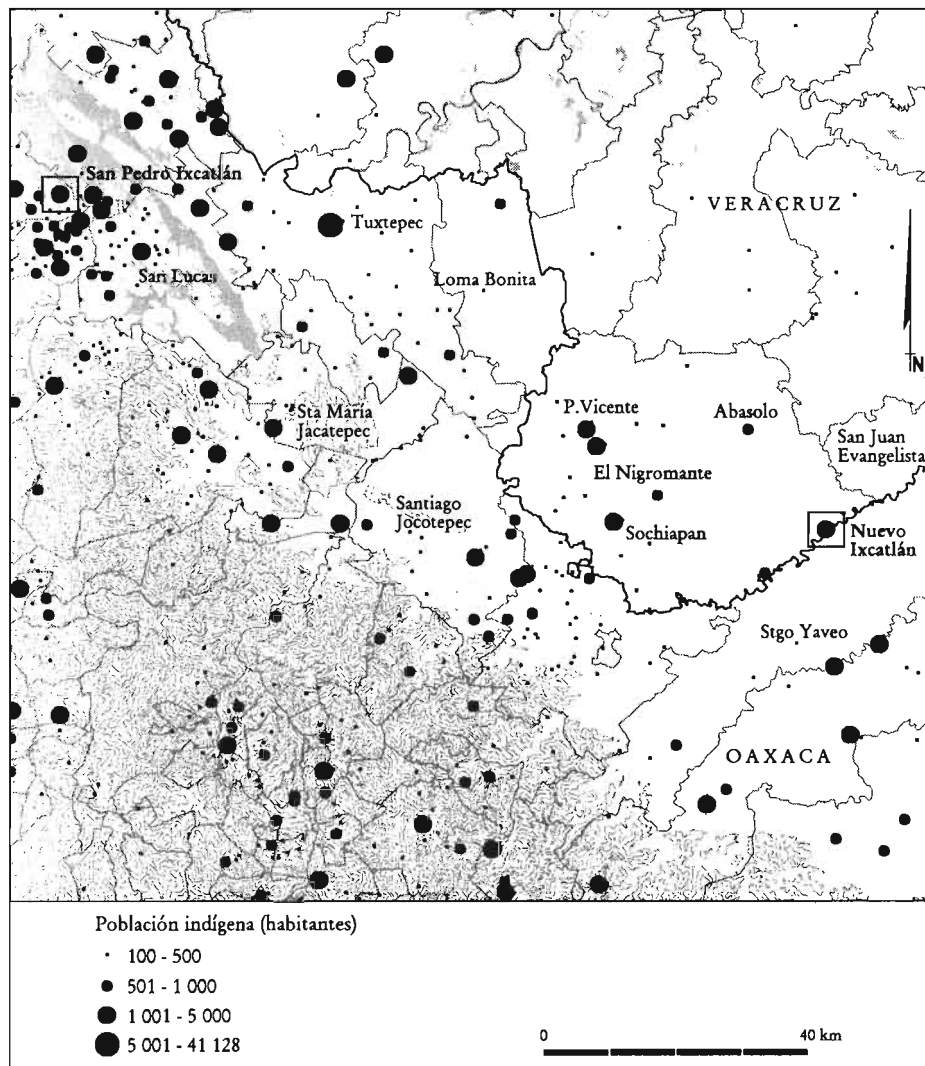 San Pedro Ixcatlán
VERACRUZ
Tuxtepec
San Lucas
Loma Bonita
N
Sta María
Jacatepec
P.Vicente
Abasolo
San Juan
Evangelista
El Nigromante
Santiago
Jocotepec
Sochiapan
Nuevo
Ixcatlán
Stgo Yaveo
OAXACA
Población indígena (habitantes)
100 - 500
501 - 1 000
1 001 - 5 000
5 001 - 41 128
0 40 km